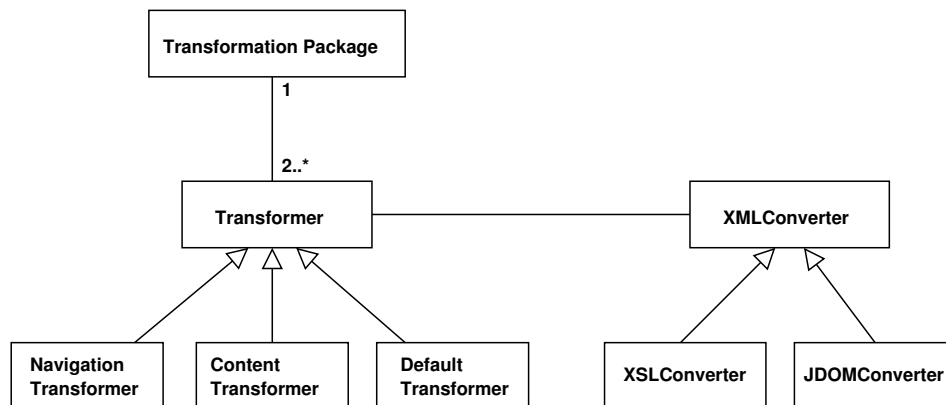 Transformation Package
1
2..*
Transformer
XMLConverter
Navigation
Transformer
Content
Transformer
Default
Transformer
XSLConverter
JDOMConverter